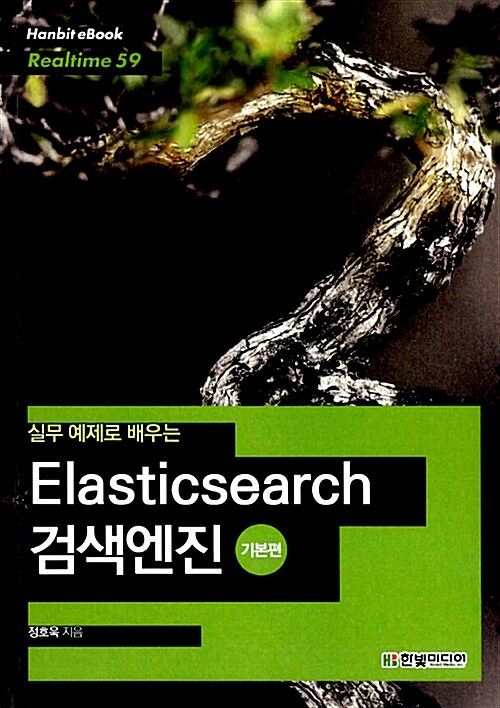 Hanbit eBook
Realtime 59
실무 예제로 배우는
Elasticsearch
검색엔진 기본편
정호욱 지음
HB 한빛미디어